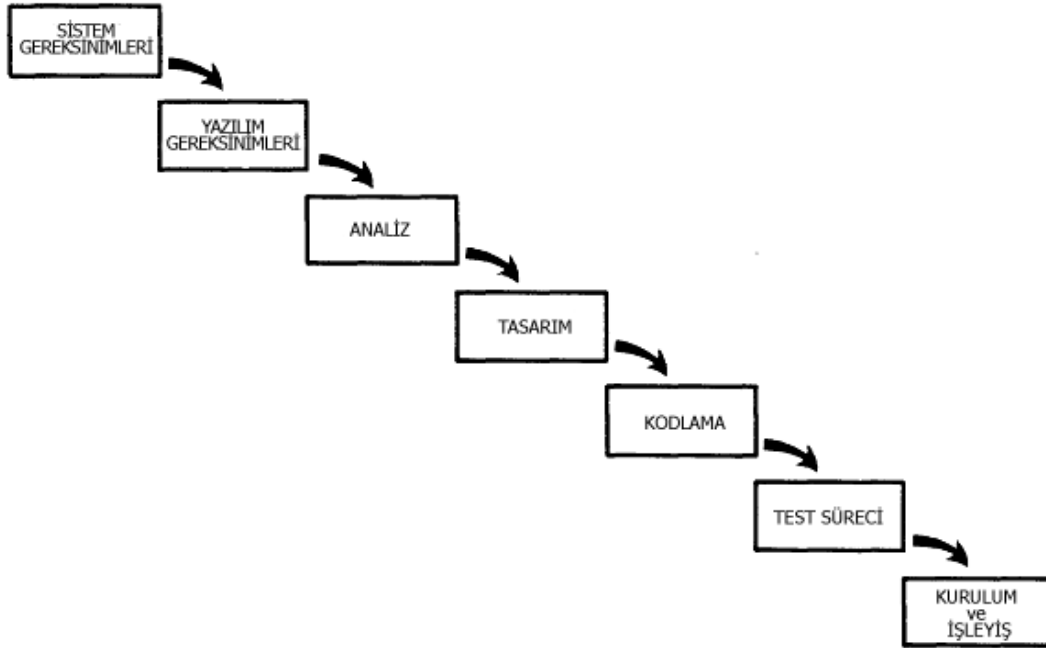 SİSTEM
GEREKSİNİMLERİ
YAZILIM
GEREKSİNİMLERİ
ANALİZ
TASARIM
KODLAMA
TEST SÜRECİ
KURULUM
ve
İŞLEYİŞ